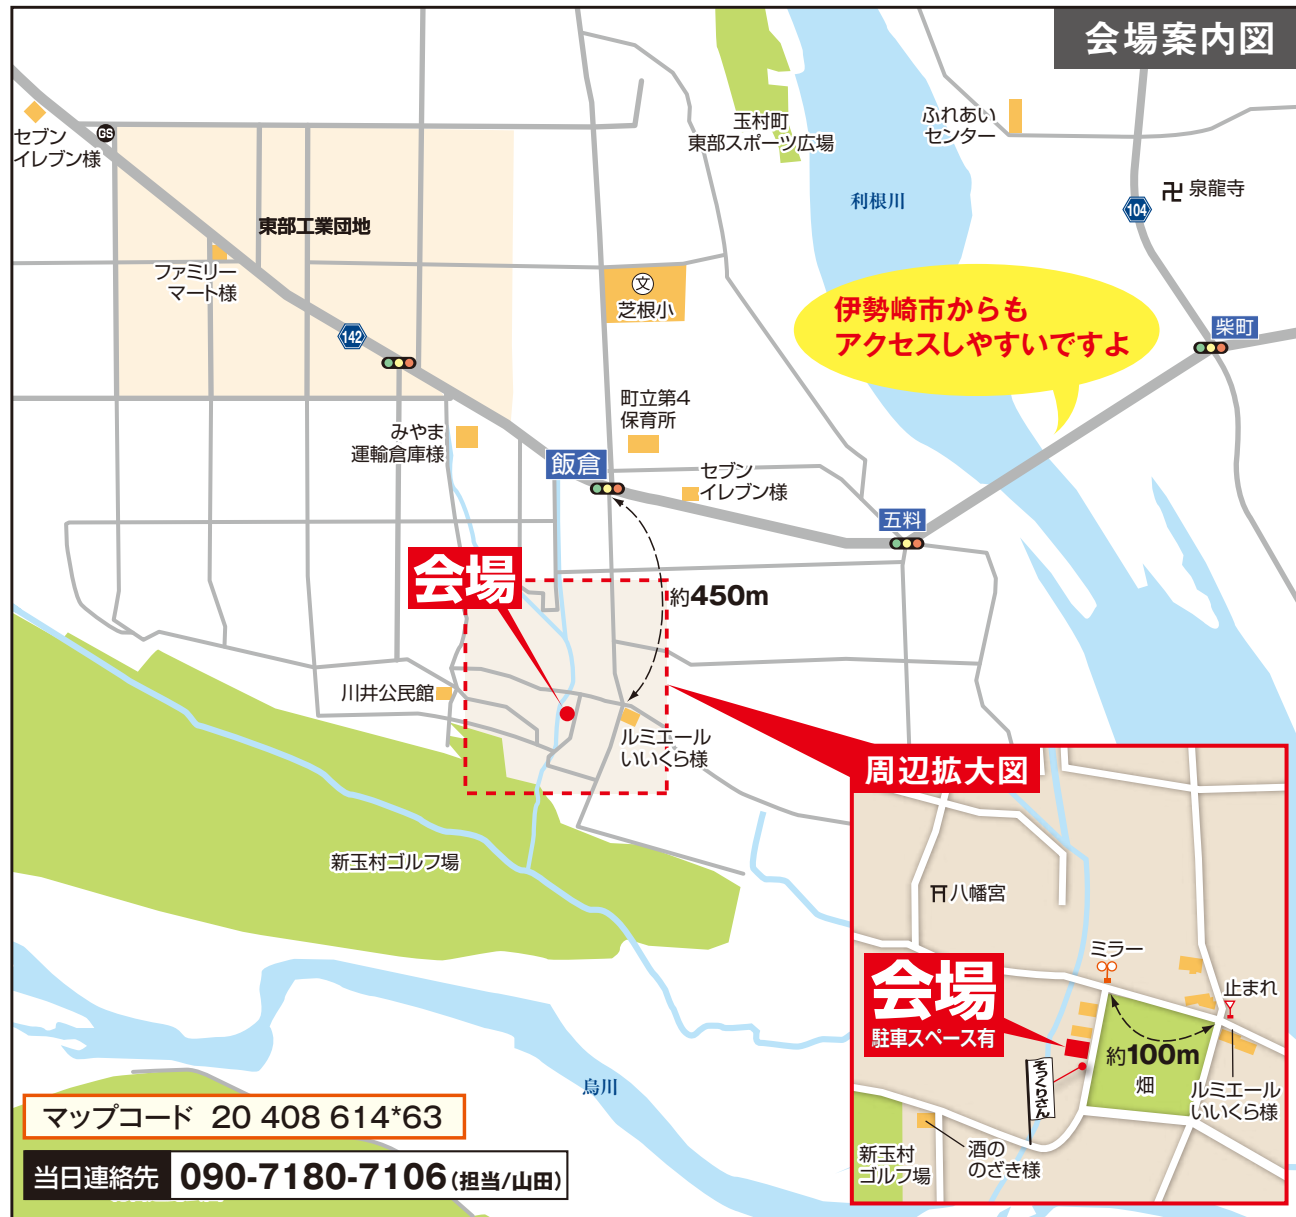 会場案内図
セブン
イレブン様
GS
玉村町
東部スポーツ広場
ふれあい
センター
利根川
卍 泉龍寺
104
東部工業団地
ファミリー
マート様
142
文
芝根小
伊勢崎市からも
アクセスしやすいですよ
柴町
町立第4
保育所
みやま
運輸倉庫様
飯倉
セブン
イレブン様
五料
会場
約450m
川井公民館
ルミエール
いいくら様
新玉村ゴルフ場
周辺拡大図
八幡宮
ミラー
会場
駐車スペース有
止まれ
約100m
畑
そっくりさん
ルミエール
いいくら様
新玉村
ゴルフ場
酒の
のざき様
烏川
マップコード 20 408 614*63
当日連絡先 090-7180-7106(担当/山田)